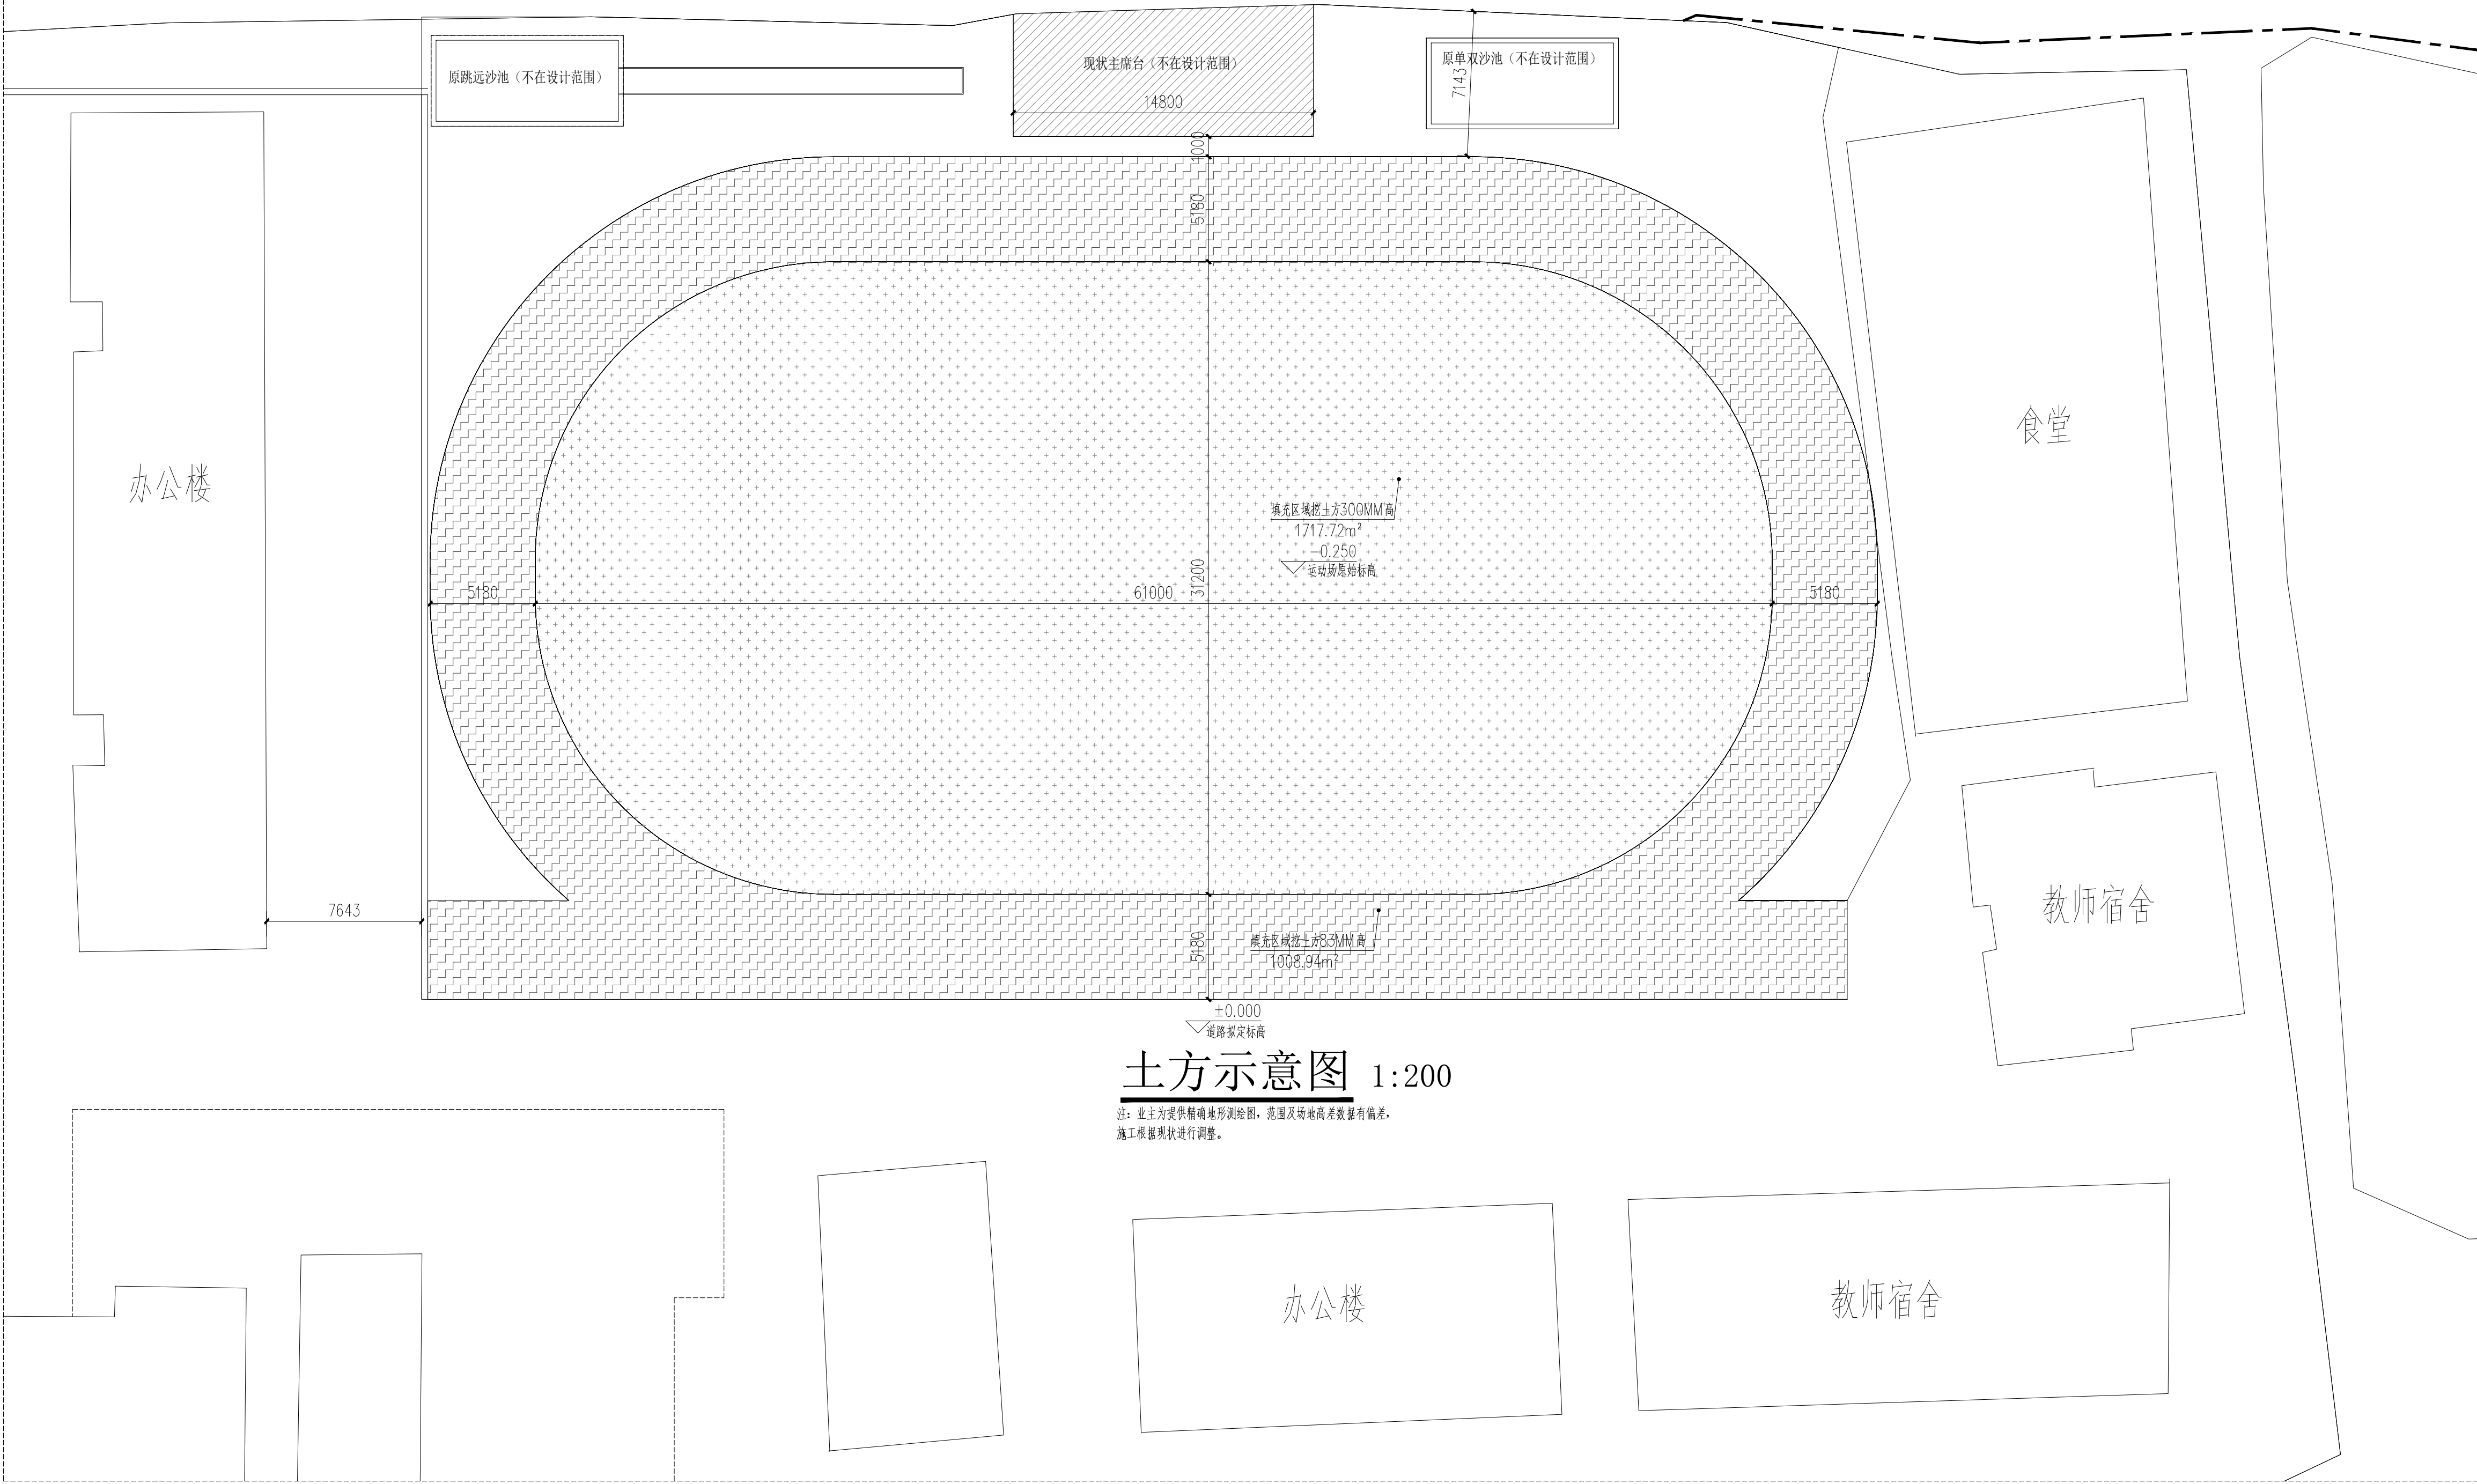 原跳远沙池（不在设计范围）
现状主席台（不在设计范围）
原单双沙池（不在设计范围）
7143
14800
1000
5180
办公楼
食堂
填充区域挖土方300MM高
1717.72m²
-0.250
运动场原始标高
31200
5180
61000
5180
教师宿舍
7643
填充区域挖土方83MM高
1008.94m²
5180
±0.000
道路拟定标高
土方示意图 1:200
注：业主为提供精确地形测绘图，范围及场地高差数据有偏差，
施工根据现状进行调整。
办公楼
教师宿舍